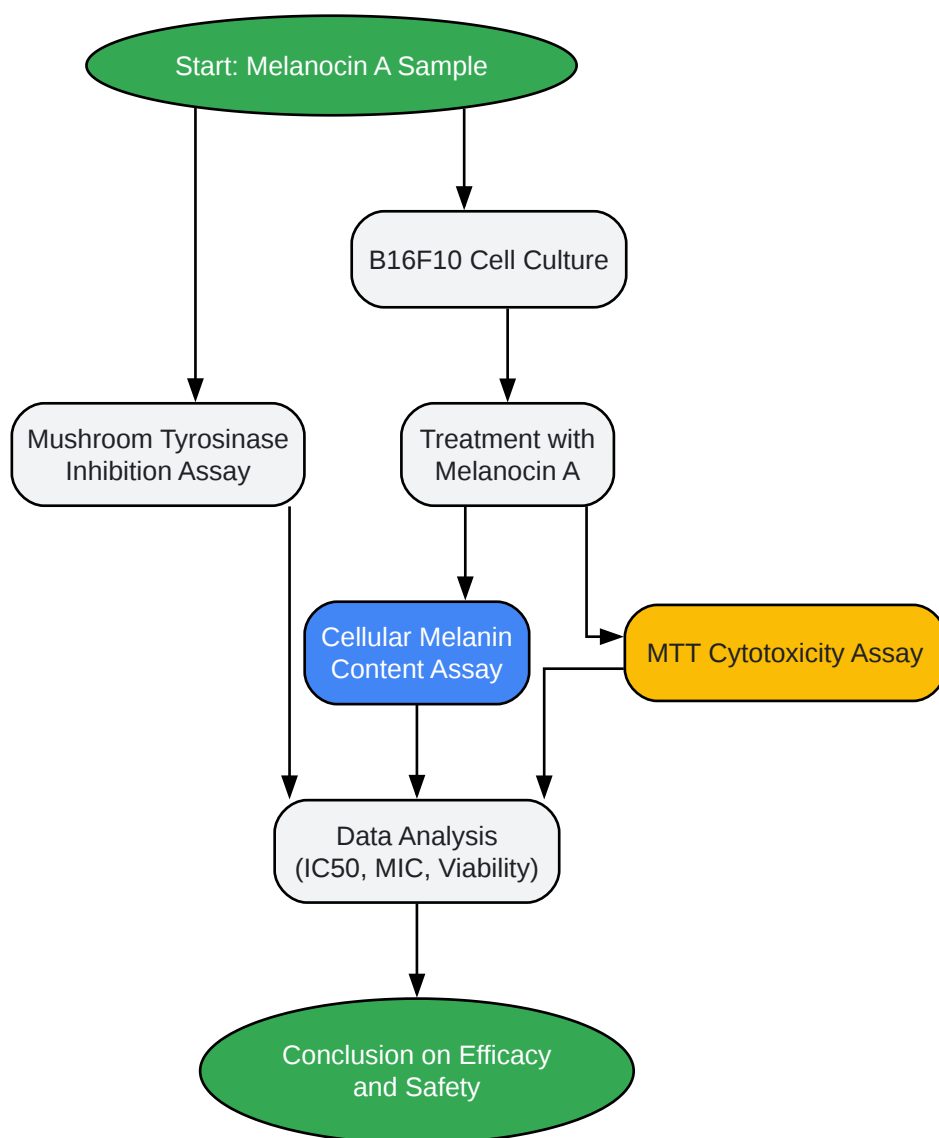 Start: Melanocin A Sample
B16F10 Cell Culture
Mushroom Tyrosinase
Inhibition Assay
Treatment with
Melanocin A
Cellular Melanin
Content Assay
MTT Cytotoxicity Assay
Data Analysis
(IC50, MIC, Viability)
Conclusion on Efficacy
and Safety